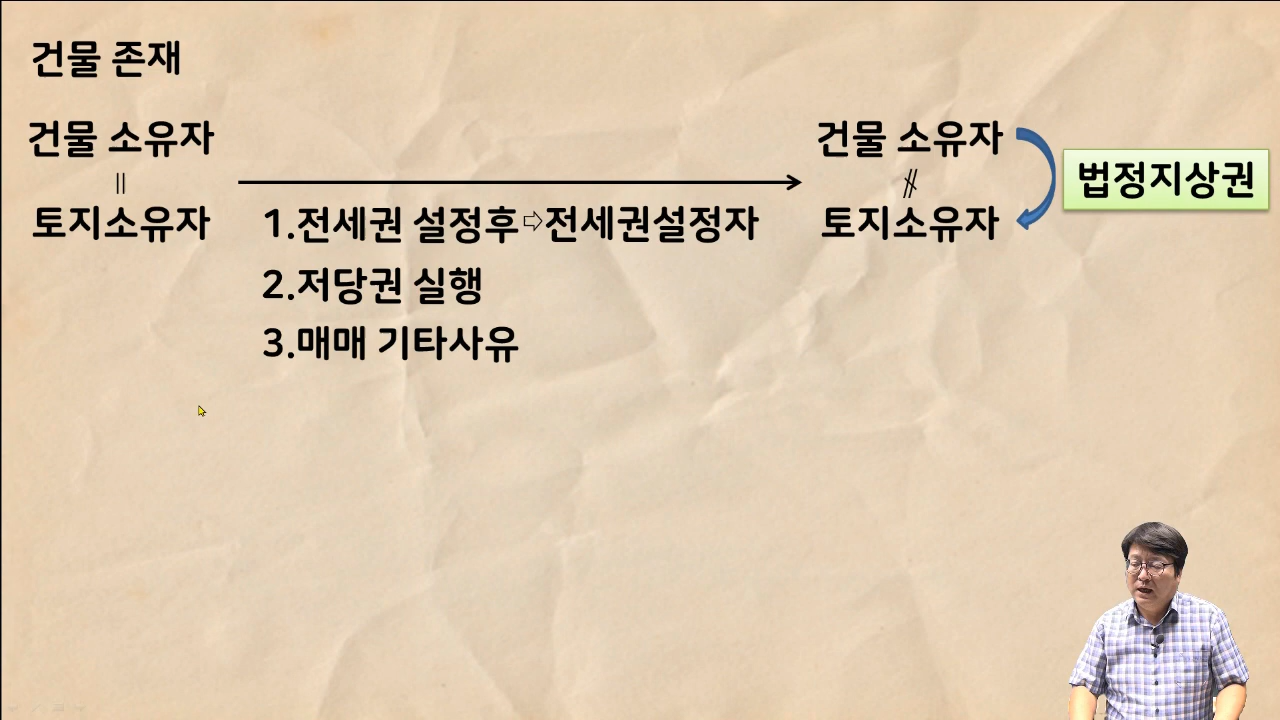 건물 존재
건물 소유자
=
토지소유자
1.전세권 설정후⇨전세권설정자
2.저당권 실행
3.매매 기타사유
건물 소유자
≠
토지소유자
법정지상권